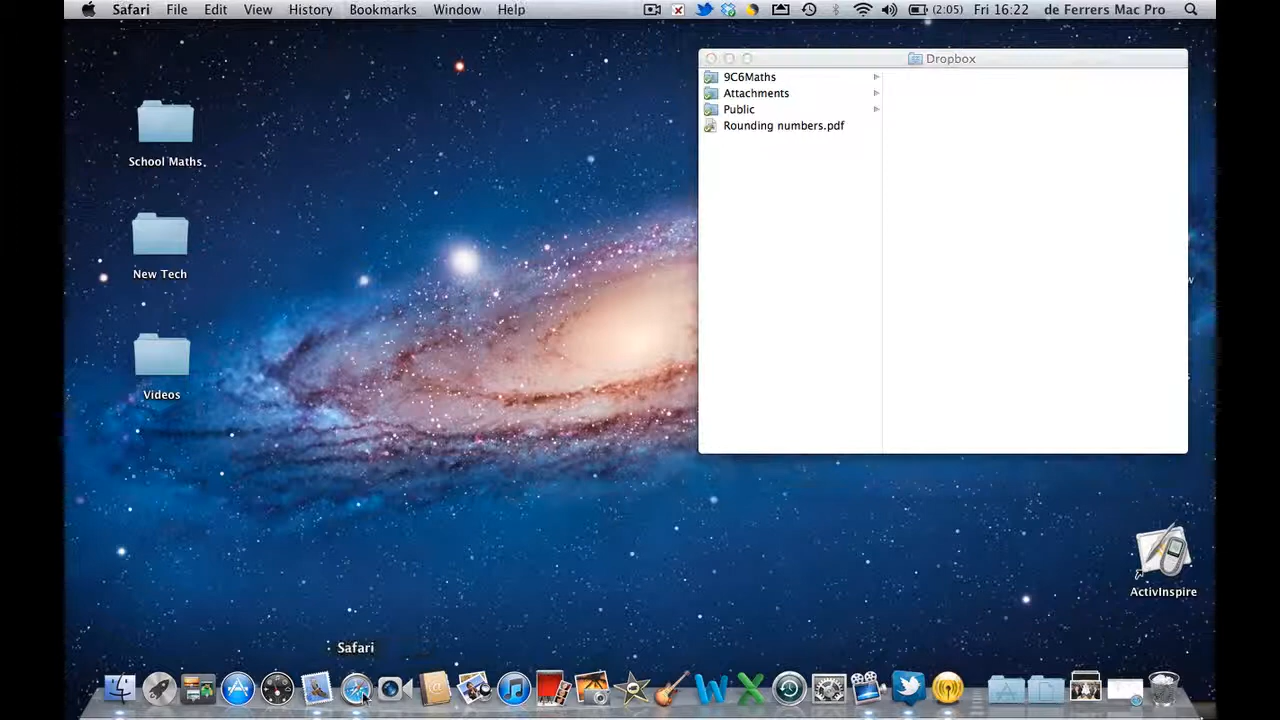 Safari File Edit View History Bookmarks Window Help (2:05) Fri 16:22 de Ferrers Mac Pro
Dropbox
9C6Maths
Attachments
Public
Rounding numbers.pdf
School Maths
New Tech
Videos
ActivInspire
Safari